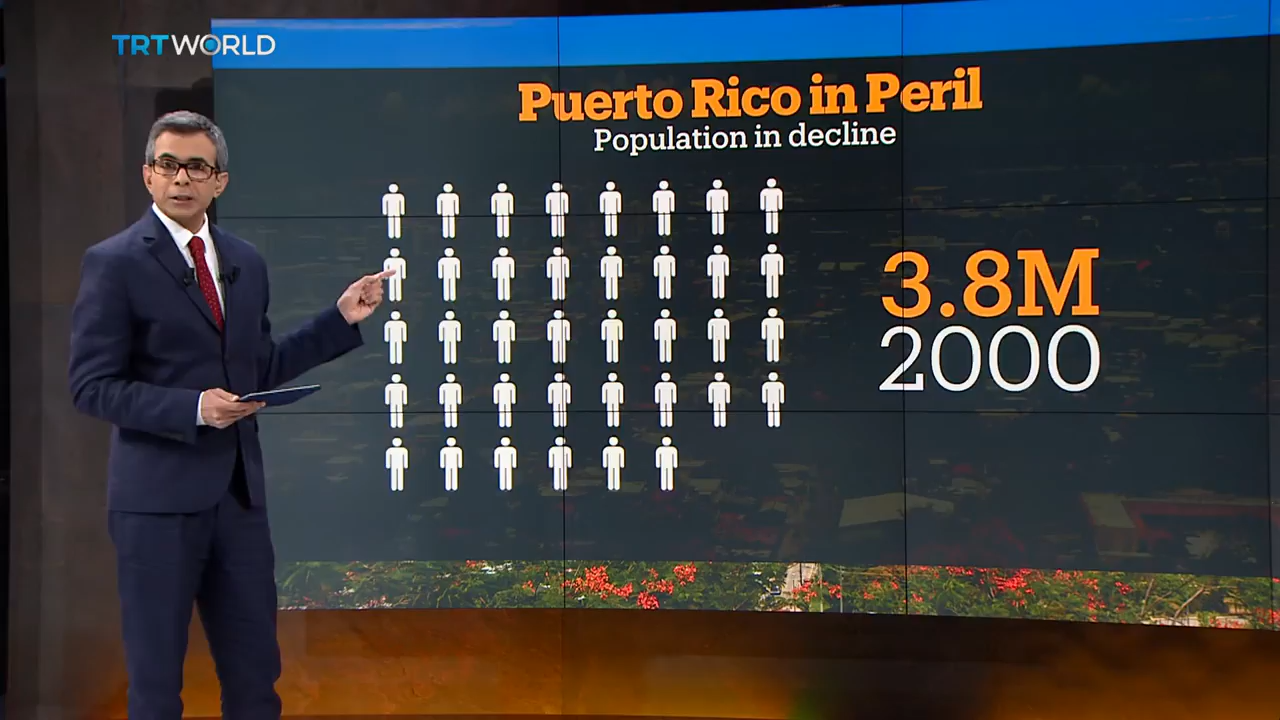 TRTWORLD
Puerto Rico in Peril
Population in decline
3.8M
2000